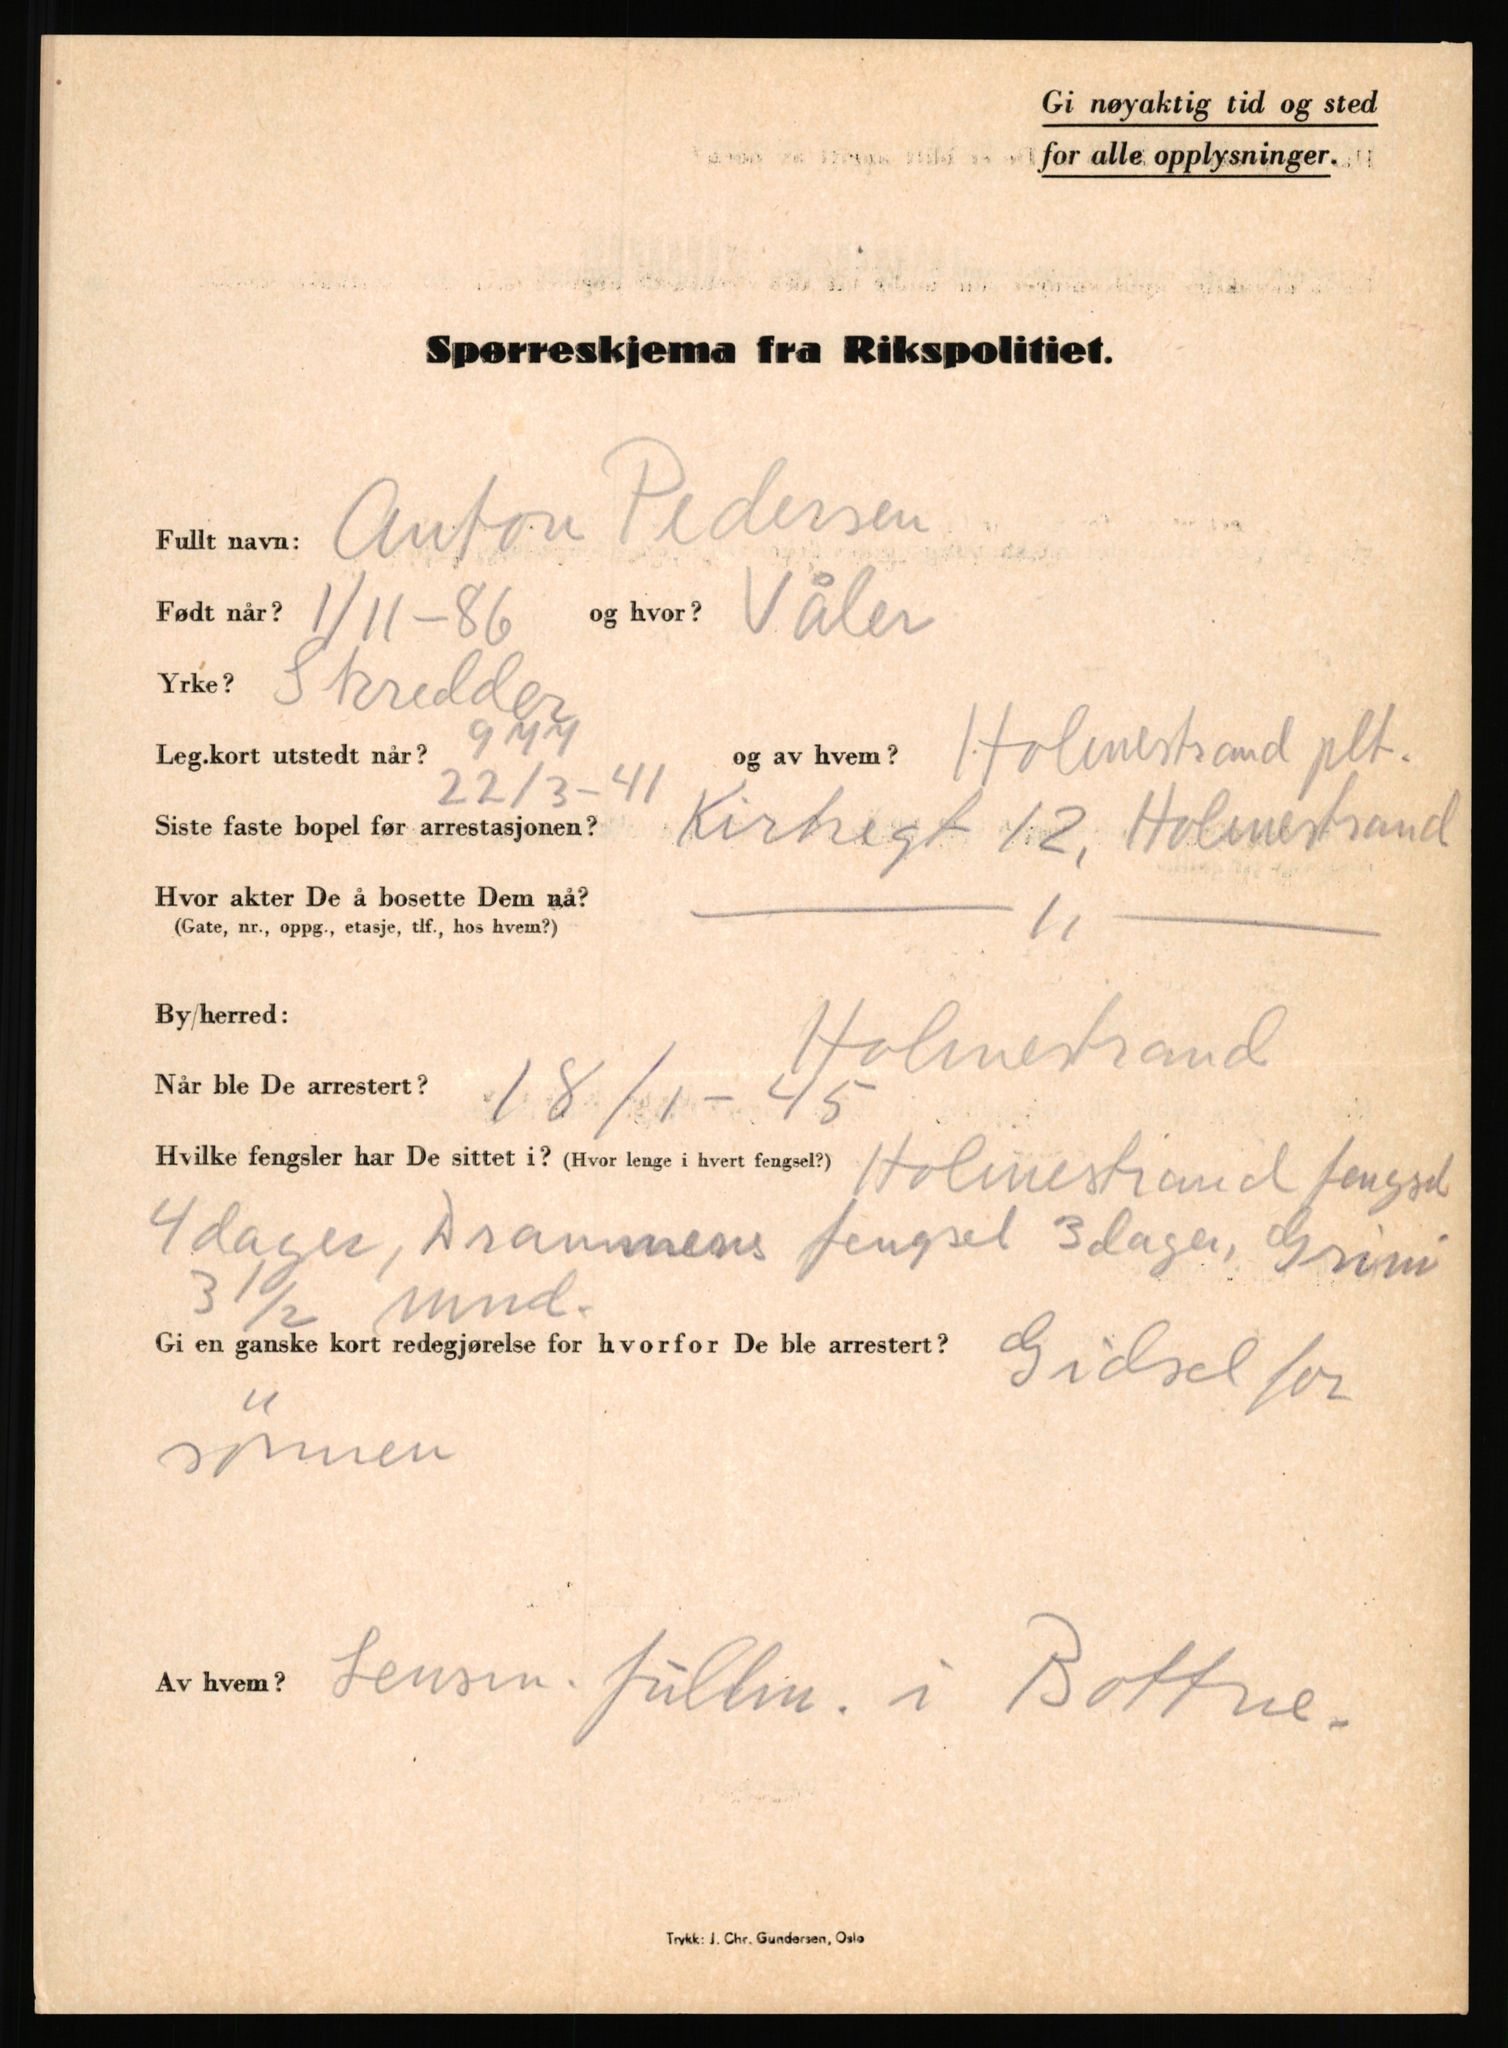 Gi nøyaktig tid og sted
for alle opplysninger.
Spørreskjema fra Rikspolitiet.
Fullt navn: Anton Pedersen
Født når? 1/11-86 og hvor? Våler
Yrke? Skredder
944
Leg.kort utstedt når? 22/3-41 og av hvem? Holmestrand plt.
Siste faste bopel før arrestasjonen? Kirkegt 12, Holmestrand
Hvor akter De å bosette Dem nå? — " —
(Gate, nr., oppg., etasje, tlf., hos hvem?)
By/herred: Holmestrand
Når ble De arrestert? 18/1-45
Hvilke fengsler har De sittet i? (Hvor lenge i hvert fengsel?) Holmestrand fengsel
4 dager, Drammens fengsel 3 dager, Grini
3 1/2 mnd.
Gi en ganske kort redegjørelse for hvorfor De ble arrestert? Gidsel for
sønnen
Av hvem? Lensm. fullm. i Bottne.
Trykk: J. Chr. Gundersen, Oslo